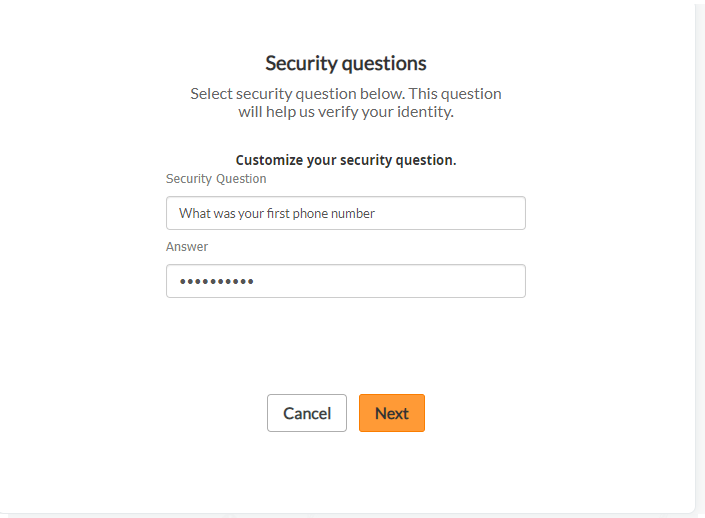 Security questions
Select security question below. This question
will help us verify your identity.
Customize your security question.
Security Question
What was your first phone number
Answer
••••••••••
Cancel
Next